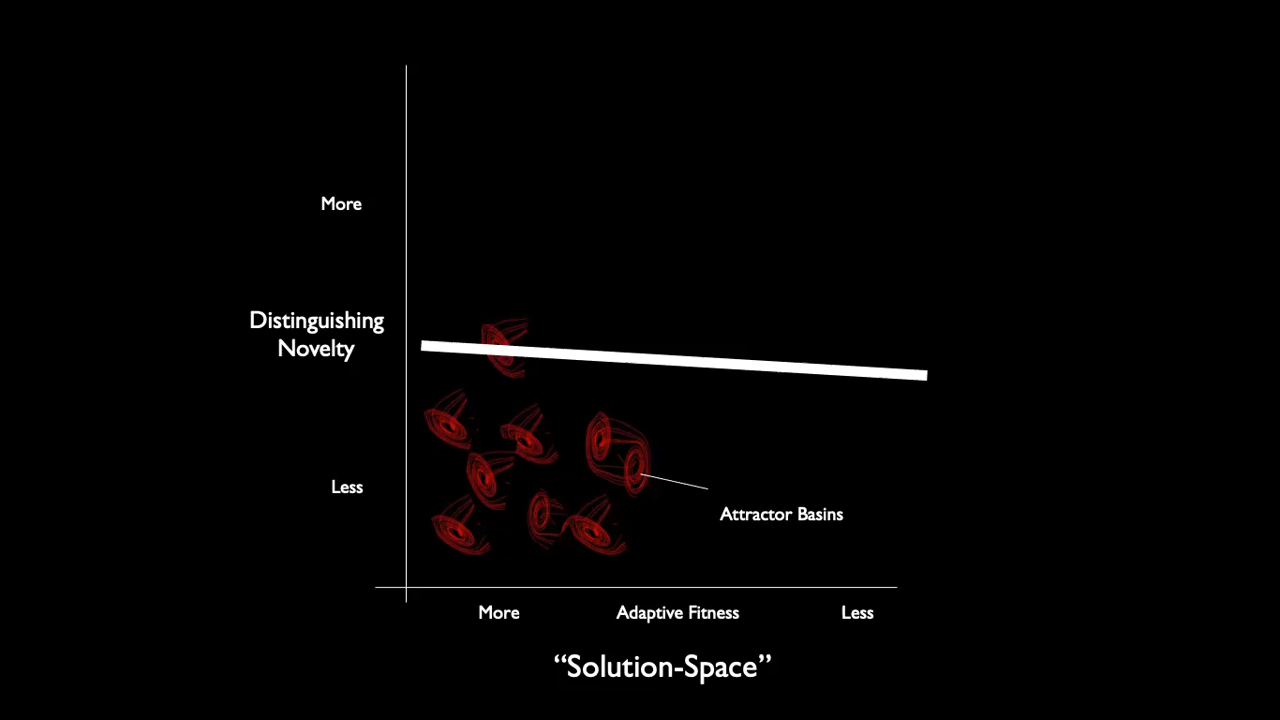 More
Distinguishing
Novelty
Less
Attractor Basins
More
Adaptive Fitness
Less
“Solution-Space”